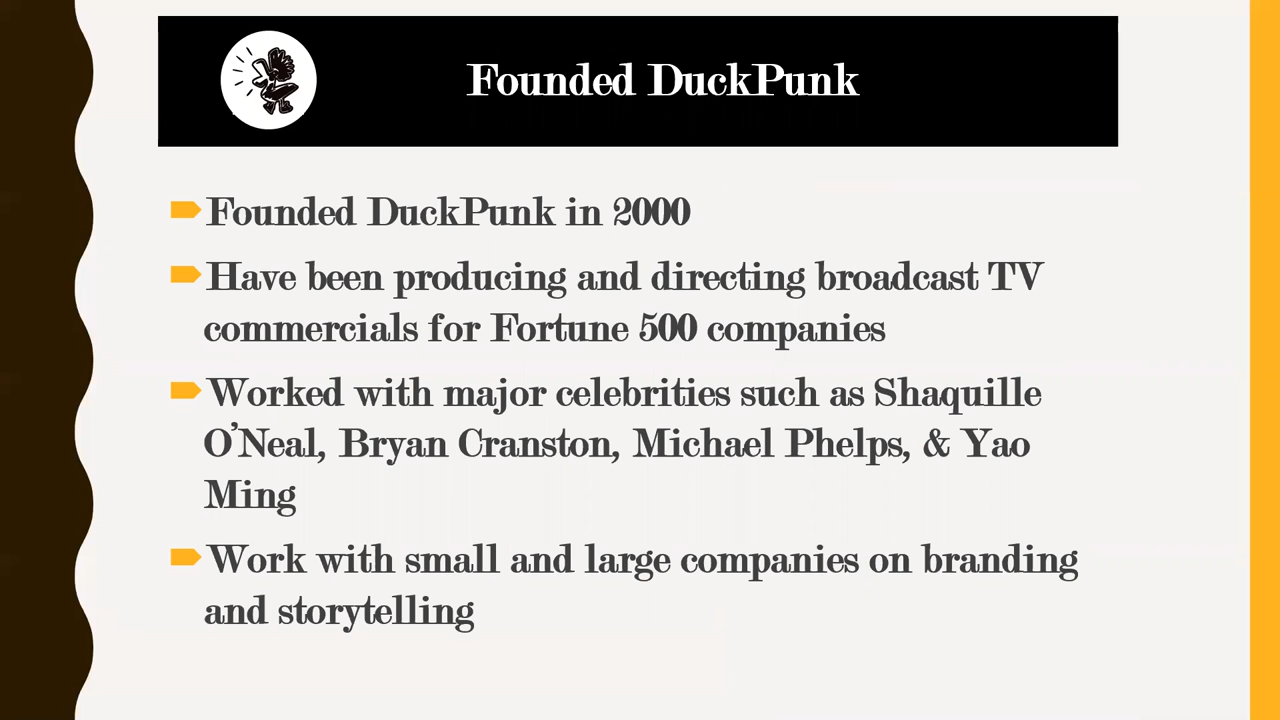 Founded DuckPunk
Founded DuckPunk in 2000
Have been producing and directing broadcast TV
commercials for Fortune 500 companies
Worked with major celebrities such as Shaquille
O'Neal, Bryan Cranston, Michael Phelps, & Yao
Ming
Work with small and large companies on branding
and storytelling